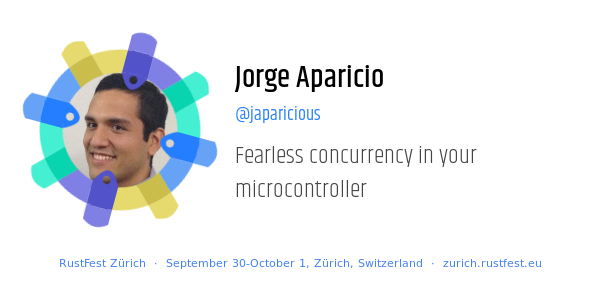 Jorge Aparicio
@japaricious
Fearless concurrency in your
microcontroller
RustFest Zürich · September 30-October 1, Zürich, Switzerland · zurich.rustfest.eu